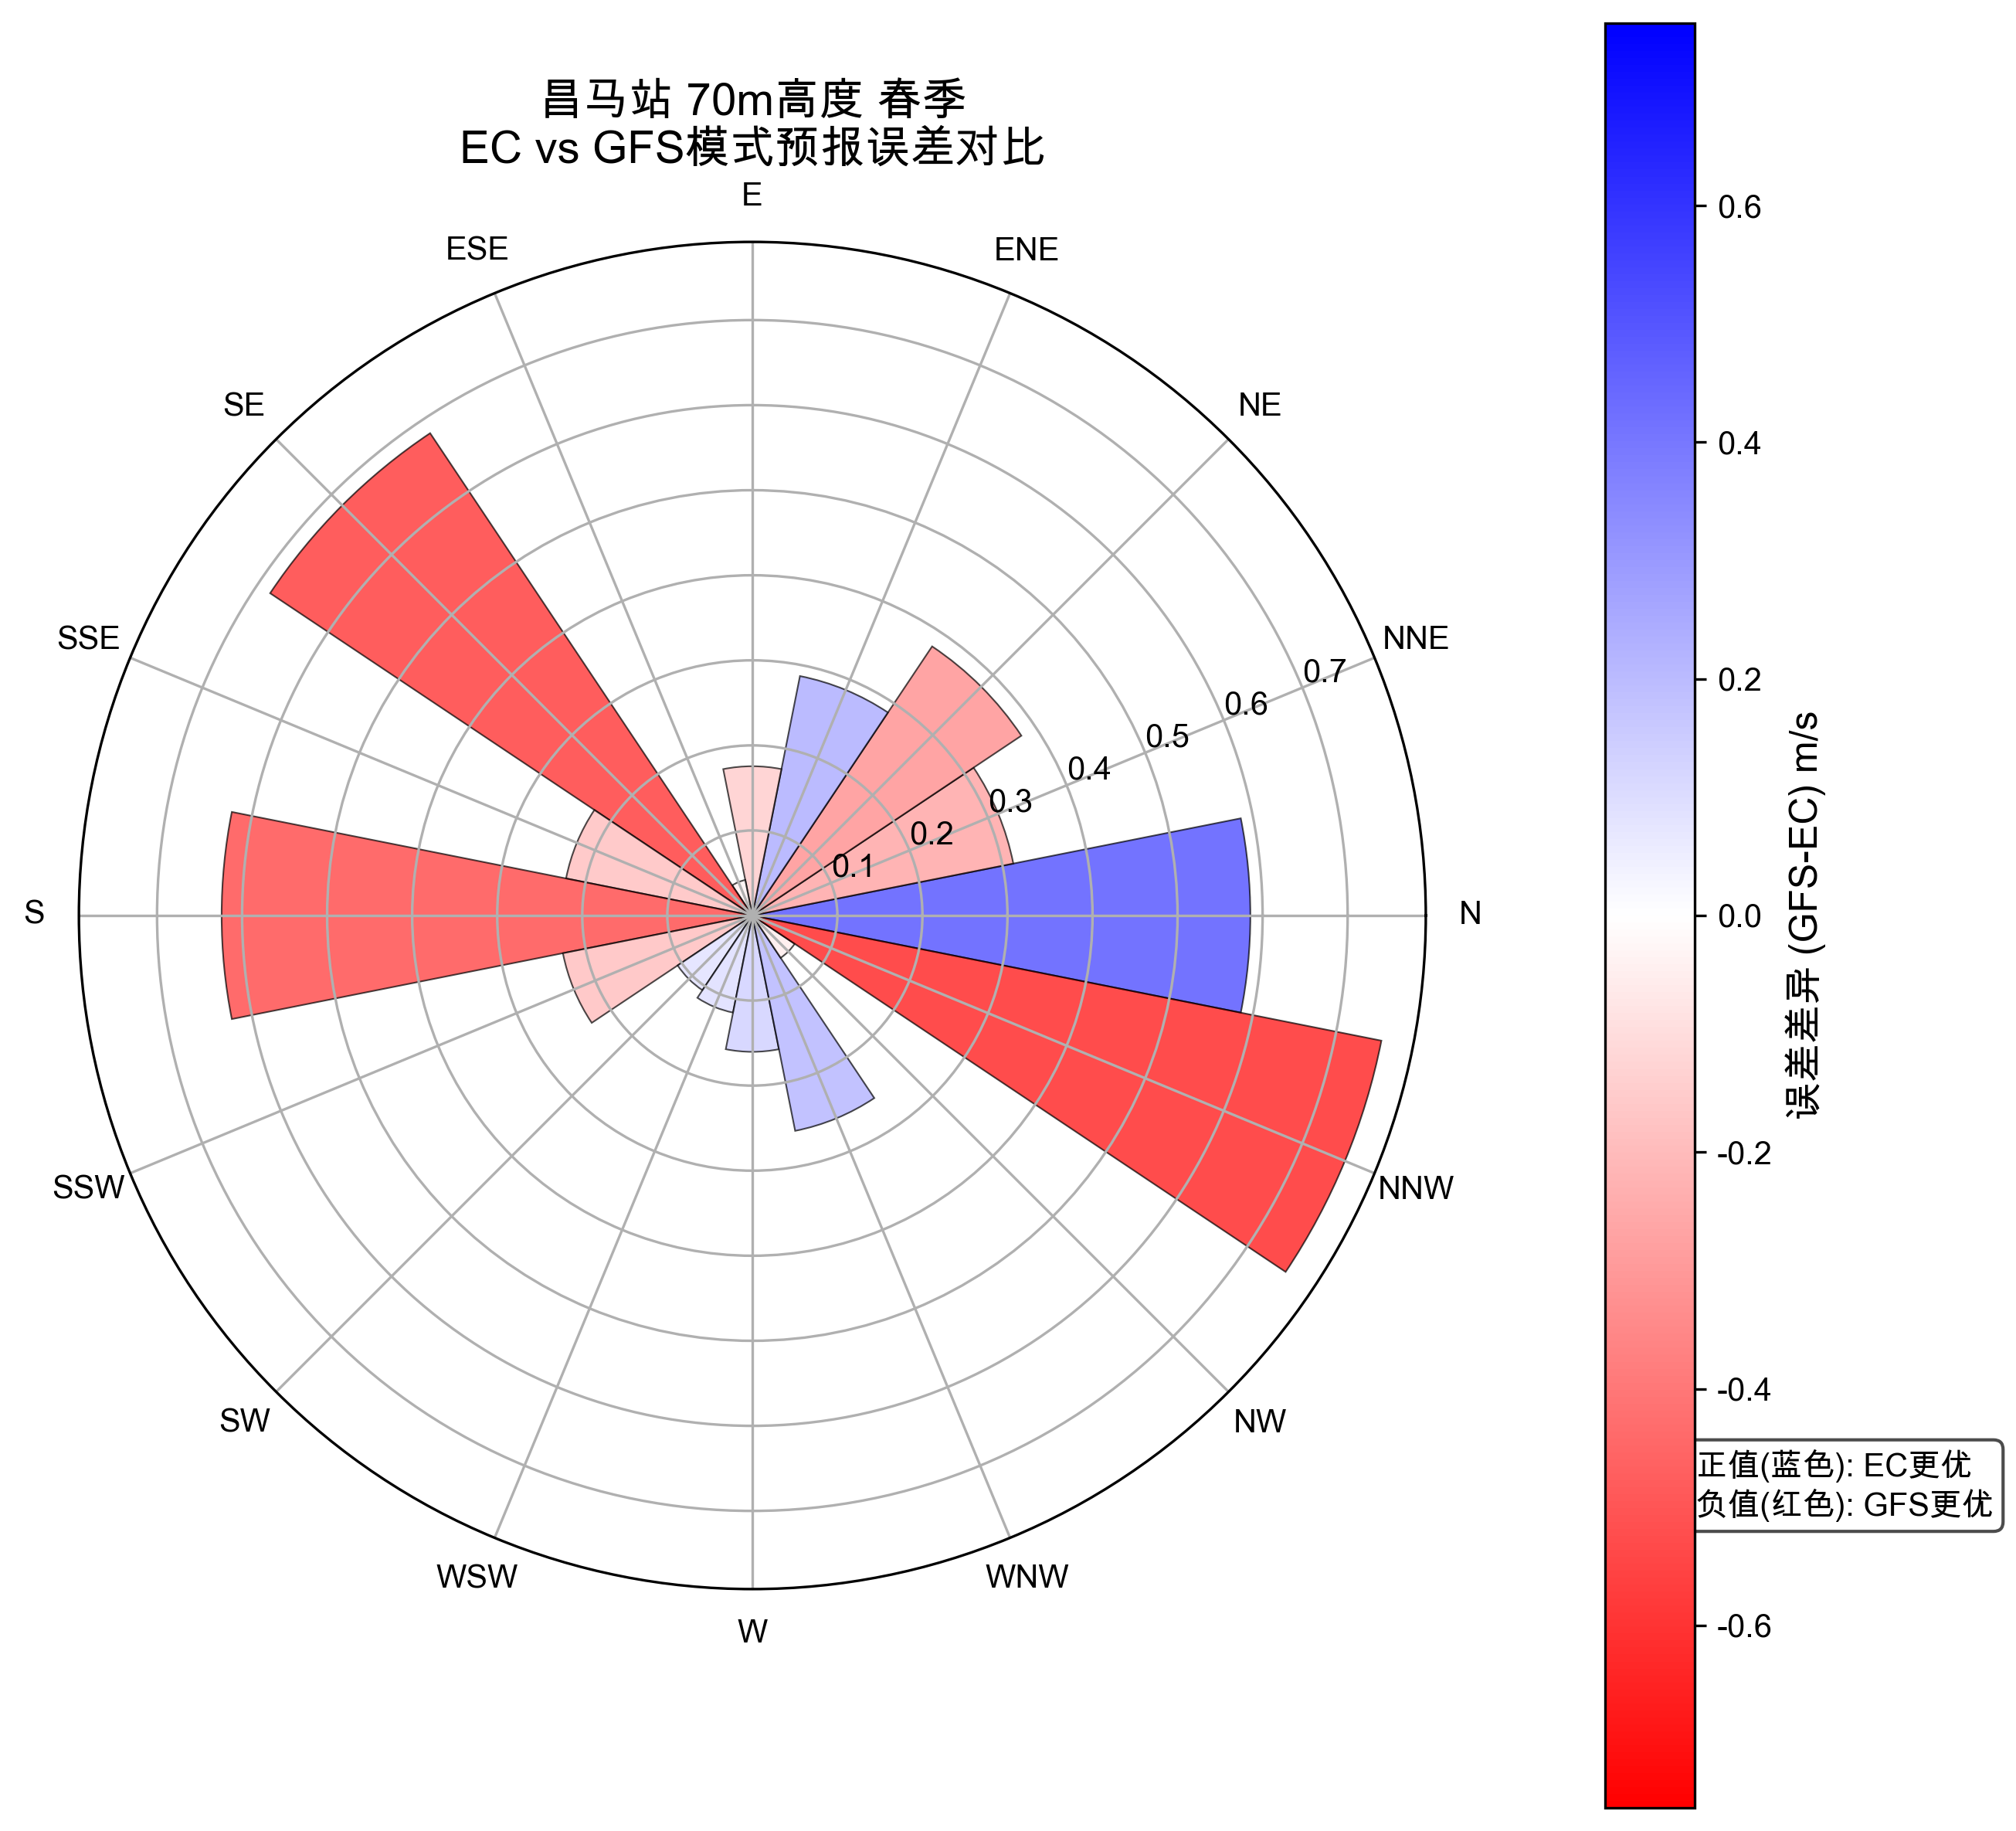 昌马站 70m高度 春季
EC vs GFS模式预报误差对比
E
ESE
ENE
SE
NE
SSE
NNE
S
N
SSW
NNW
SW
NW
WSW
WNW
W
0.1
0.2
0.3
0.4
0.5
0.6
0.7
0.6
0.4
0.2
0.0
-0.2
-0.4
-0.6
误差差异 (GFS-EC) m/s
正值(蓝色): EC更优
负值(红色): GFS更优